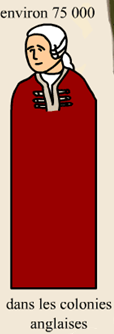 environ 75 000
dans les colonies
anglaises